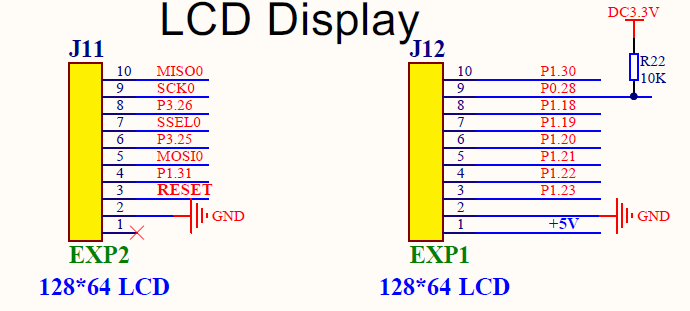 LCD Display
DC3.3V
J11
J12
R22
10K
10 MISO0
9 SCK0
8 P3.26
7 SSEL0
6 P3.25
5 MOSI0
4 P1.31
3 RESET
2 GND
1
10 P1.30
9 P0.28
8 P1.18
7 P1.19
6 P1.20
5 P1.21
4 P1.22
3 P1.23
2 GND
1 +5V
EXP2
EXP1
128*64 LCD
128*64 LCD